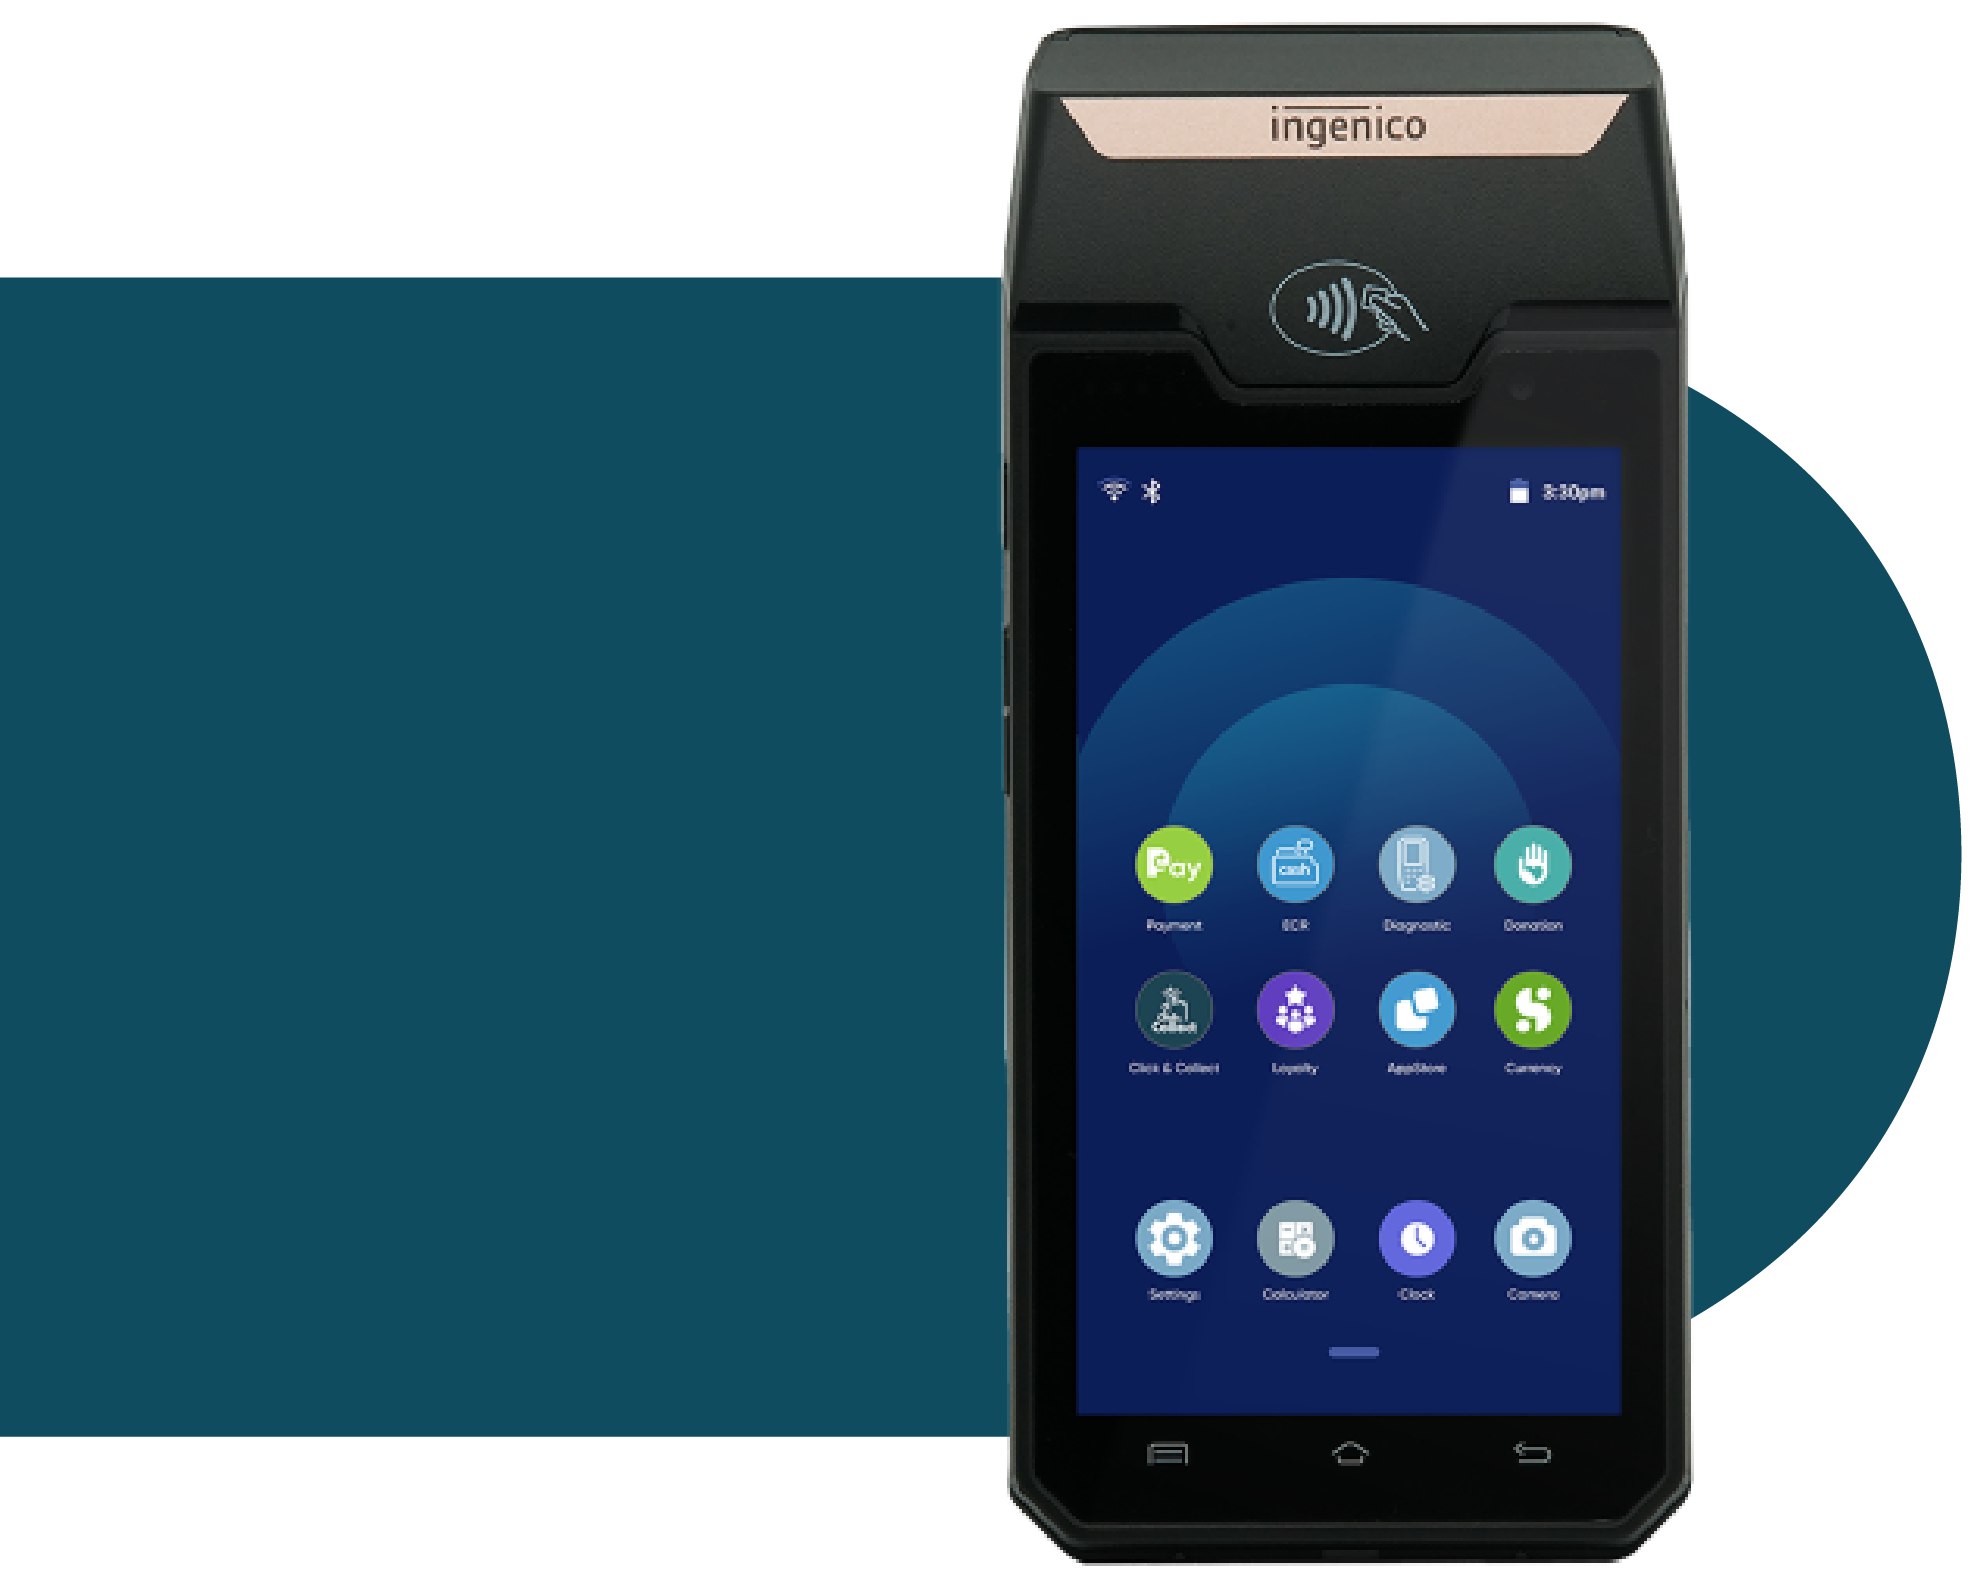 ingenico
3:30pm
Pay
cash
Payment ECR Diagnostic Donation
Collect
Click & Collect Loyalty AppStore Currency
Settings Calculator Clock Camera